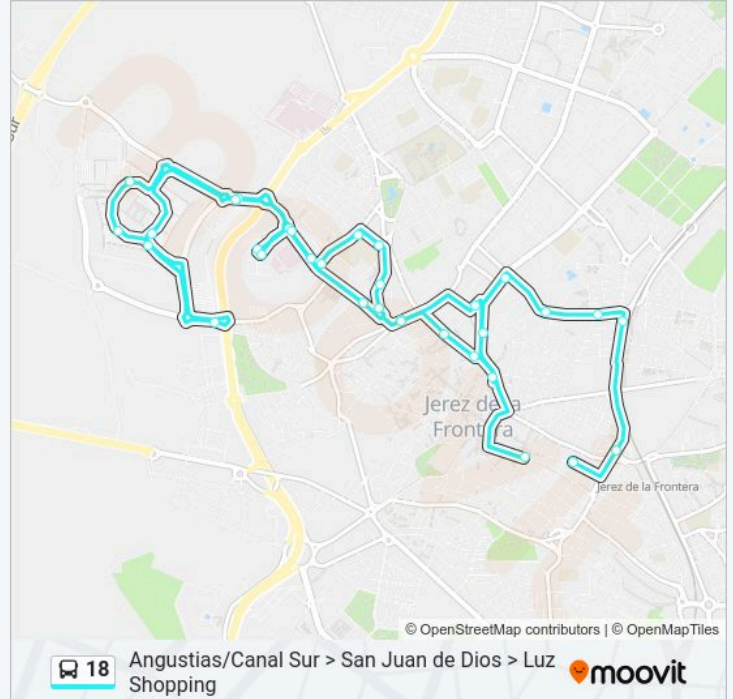 Sur
Jerez de la
Frontera
Jerez de la Frontera
© OpenStreetMap contributors | © OpenMapTiles
18 Angustias/Canal Sur > San Juan de Dios > Luz
Shopping
moovit